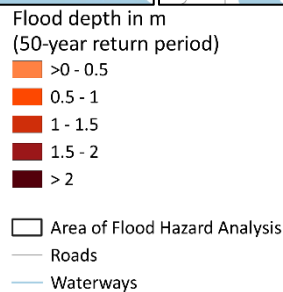 Flood depth in m
(50-year return period)
>0 - 0.5
0.5 - 1
1 - 1.5
1.5 - 2
> 2
Area of Flood Hazard Analysis
Roads
Waterways